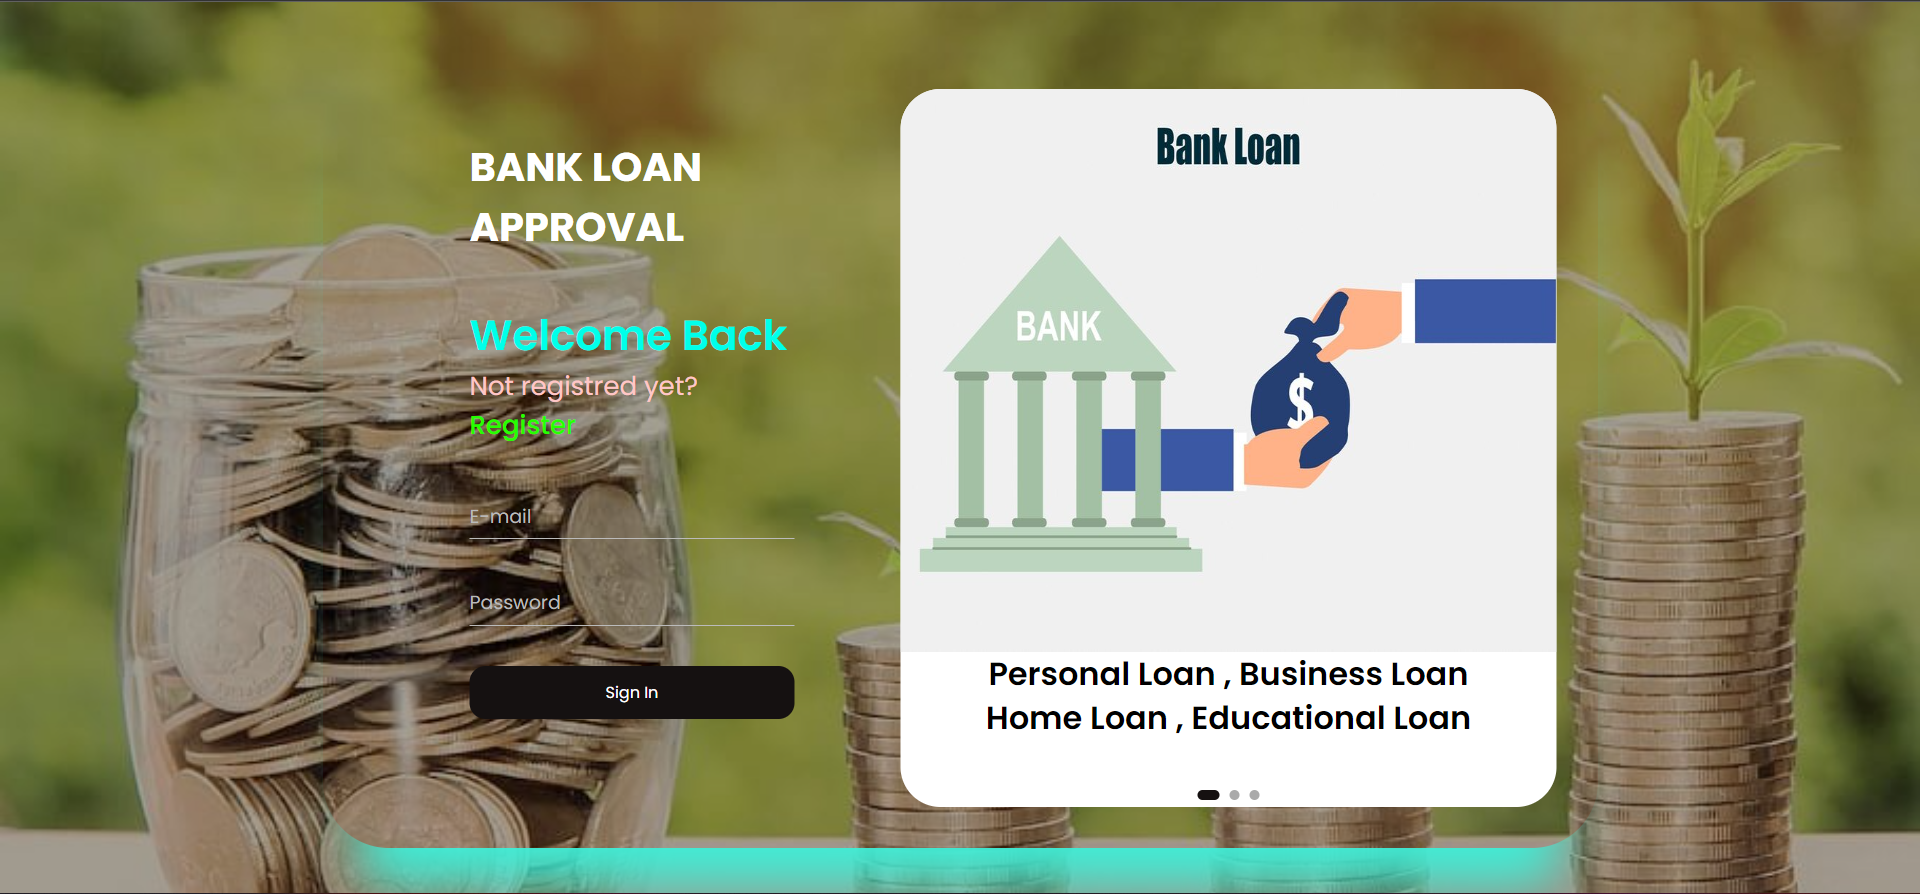 BANK LOAN
APPROVAL
Welcome Back
Not registred yet?
Register
E-mail
Password
Sign In
Bank Loan
BANK
$
Personal Loan , Business Loan
Home Loan , Educational Loan